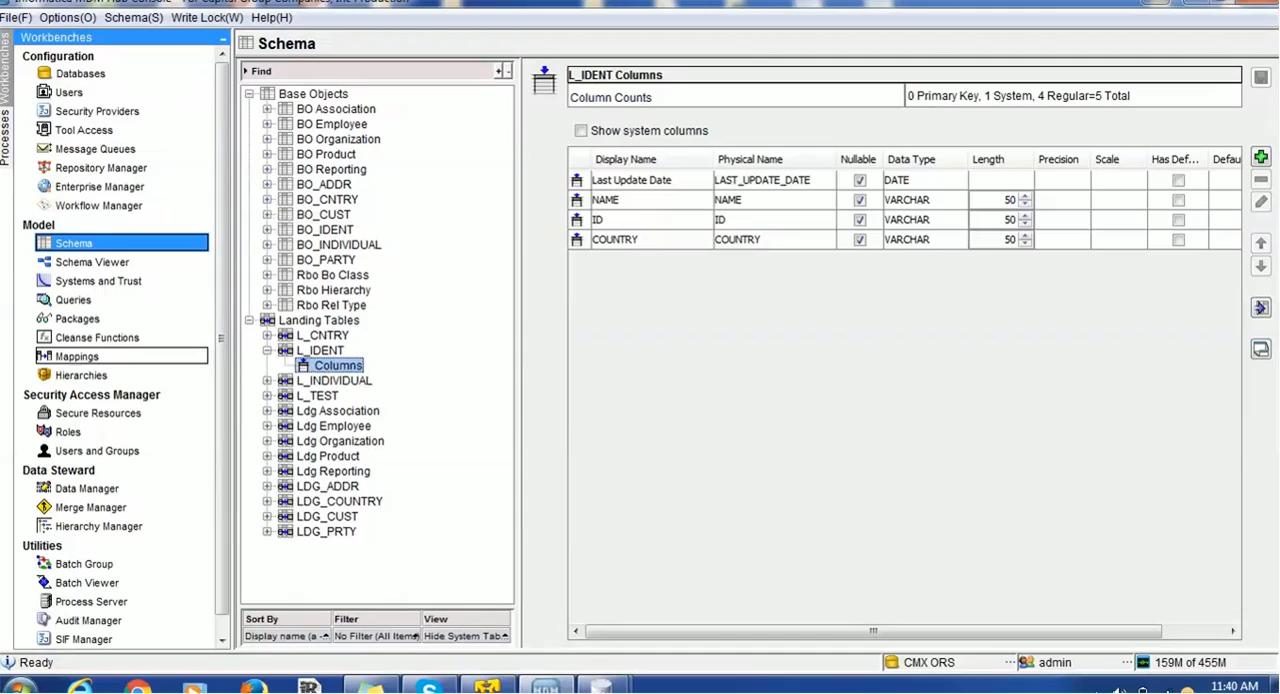 Informatica MDM Hub Console
File(F) Options(O) Schema(S) Write Lock(W) Help(H)
Processes Workbenches
Workbenches
Configuration
Databases
Users
Security Providers
Tool Access
Message Queues
Repository Manager
Enterprise Manager
Workflow Manager
Model
Schema
Schema Viewer
Systems and Trust
Queries
Packages
Cleanse Functions
Mappings
Hierarchies
Security Access Manager
Secure Resources
Roles
Users and Groups
Data Steward
Data Manager
Merge Manager
Hierarchy Manager
Utilities
Batch Group
Batch Viewer
Process Server
Audit Manager
SIF Manager
Schema
Find
Base Objects
BO Association
BO Employee
BO Organization
BO Product
BO Reporting
BO_ADDR
BO_CNTRY
BO_CUST
BO_IDENT
BO_INDIVIDUAL
BO_PARTY
Rbo Bo Class
Rbo Hierarchy
Rbo Rel Type
Landing Tables
L_CNTRY
L_IDENT
Columns
L_INDIVIDUAL
L_TEST
Ldg Association
Ldg Employee
Ldg Organization
Ldg Product
Ldg Reporting
LDG_ADDR
LDG_COUNTRY
LDG_CUST
LDG_PRTY
Sort By Filter View
Display name (a - No Filter (All Items) Hide System Tab..
L_IDENT Columns
Column Counts 0 Primary Key, 1 System, 4 Regular=5 Total
Show system columns
Display Name Physical Name Nullable Data Type Length Precision Scale Has Def... Defau
Last Update Date LAST_UPDATE_DATE DATE
NAME NAME VARCHAR 50
ID ID VARCHAR 50
COUNTRY COUNTRY VARCHAR 50
Ready CMX ORS admin 159M of 455M
11:40 AM